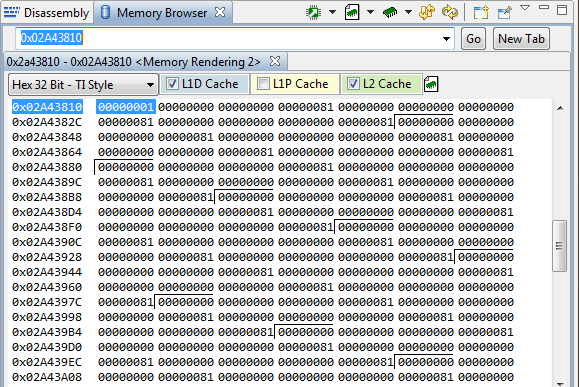 Disassembly Memory Browser
0x02A43810 Go New Tab
0x2a43810 - 0x02A43810 <Memory Rendering 2>
Hex 32 Bit - TI Style L1D Cache L1P Cache L2 Cache
0x02A43810 00000001 00000000 00000000 00000081 00000000 00000000 00000000
0x02A4382C 00000081 00000000 00000000 00000000 00000081 00000000 00000000
0x02A43848 00000000 00000081 00000000 00000000 00000000 00000081 00000000
0x02A43864 00000000 00000000 00000081 00000000 00000000 00000000 00000081
0x02A43880 00000000 00000000 00000000 00000081 00000000 00000000 00000000
0x02A4389C 00000081 00000000 00000000 00000000 00000081 00000000 00000000
0x02A438B8 00000000 00000081 00000000 00000000 00000000 00000081 00000000
0x02A438D4 00000000 00000000 00000081 00000000 00000000 00000000 00000081
0x02A438F0 00000000 00000000 00000000 00000081 00000000 00000000 00000000
0x02A4390C 00000081 00000000 00000000 00000000 00000081 00000000 00000000
0x02A43928 00000000 00000081 00000000 00000000 00000000 00000081 00000000
0x02A43944 00000000 00000000 00000081 00000000 00000000 00000000 00000081
0x02A43960 00000000 00000000 00000000 00000081 00000000 00000000 00000000
0x02A4397C 00000081 00000000 00000000 00000000 00000081 00000000 00000000
0x02A43998 00000000 00000081 00000000 00000000 00000000 00000081 00000000
0x02A439B4 00000000 00000000 00000081 00000000 00000000 00000000 00000081
0x02A439D0 00000000 00000000 00000000 00000081 00000000 00000000 00000000
0x02A439EC 00000081 00000000 00000000 00000000 00000081 00000000 00000000
0x02A43A08 00000000 00000081 00000000 00000000 00000000 00000081 00000000